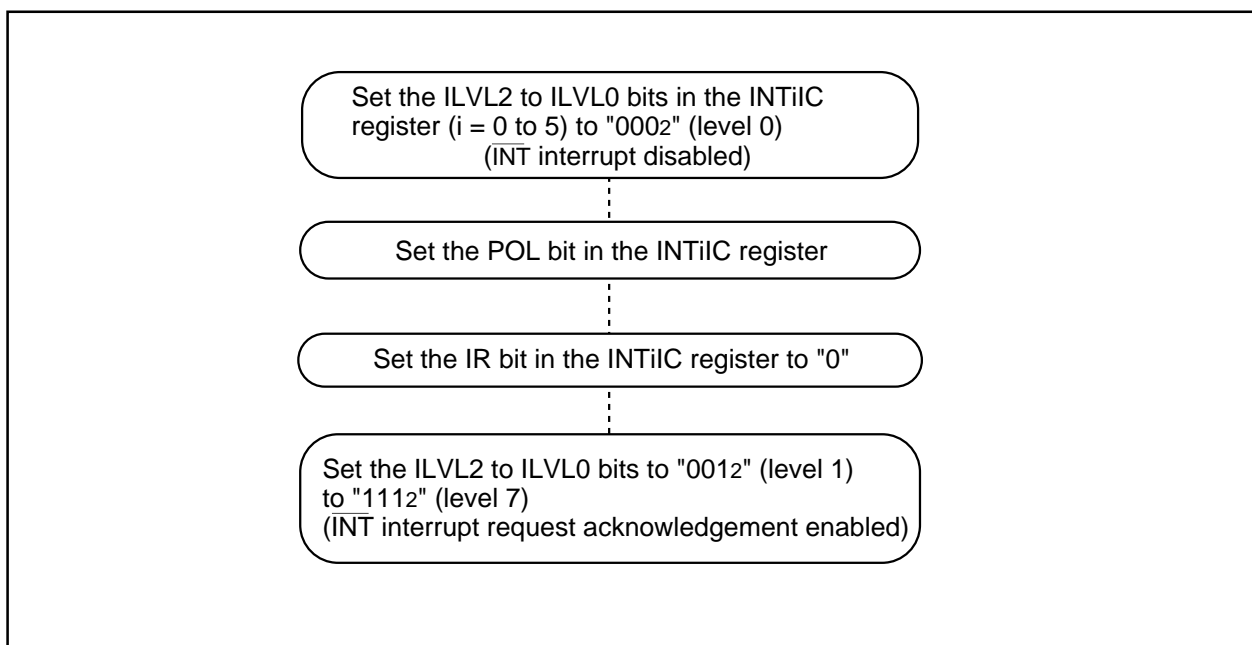 Set the ILVL2 to ILVL0 bits in the INTiIC
register (i = 0 to 5) to "0002" (level 0)
(INT interrupt disabled)
Set the POL bit in the INTiIC register
Set the IR bit in the INTiIC register to "0"
Set the ILVL2 to ILVL0 bits to "0012" (level 1)
to "1112" (level 7)
(INT interrupt request acknowledgement enabled)